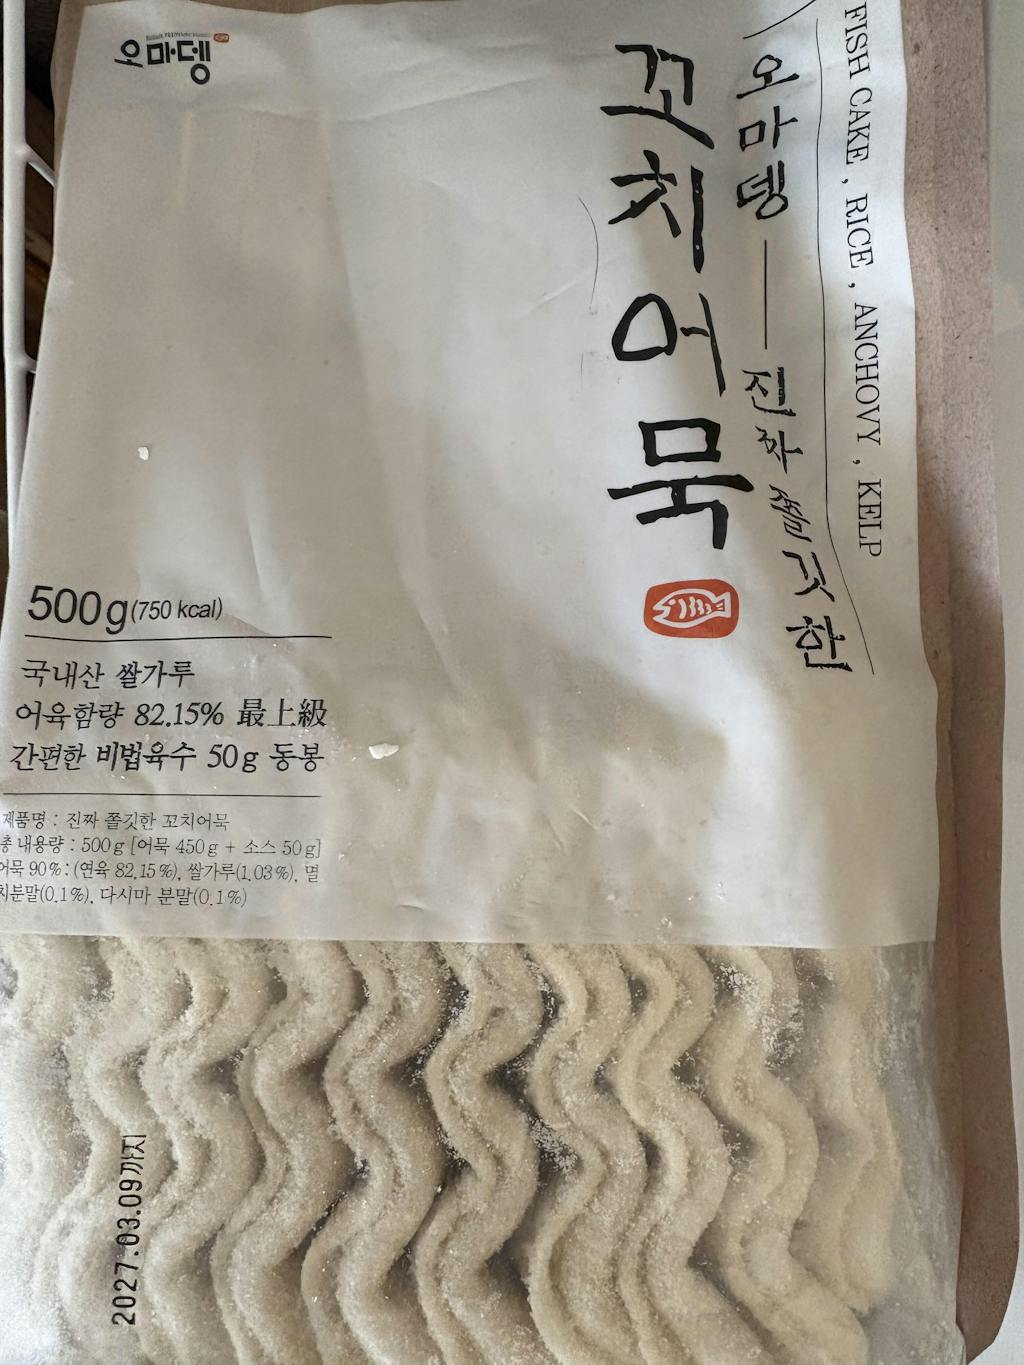 오마뎅
FISH CAKE , RICE , ANCHOVY , KELP
오마뎅 — 진짜 쫄깃한
꼬치어묵
500g(750 kcal)
국내산 쌀가루
어육함량 82.15% 最上級
간편한 비법육수 50g 동봉
제품명 : 진짜 쫄깃한 꼬치어묵
총 내용량 : 500g [어묵 450g + 소스 50g]
어묵 90% : (연육 82.15%), 쌀가루(1.03%), 멸
치분말(0.1%), 다시마 분말(0.1%)
2027.03.09까지